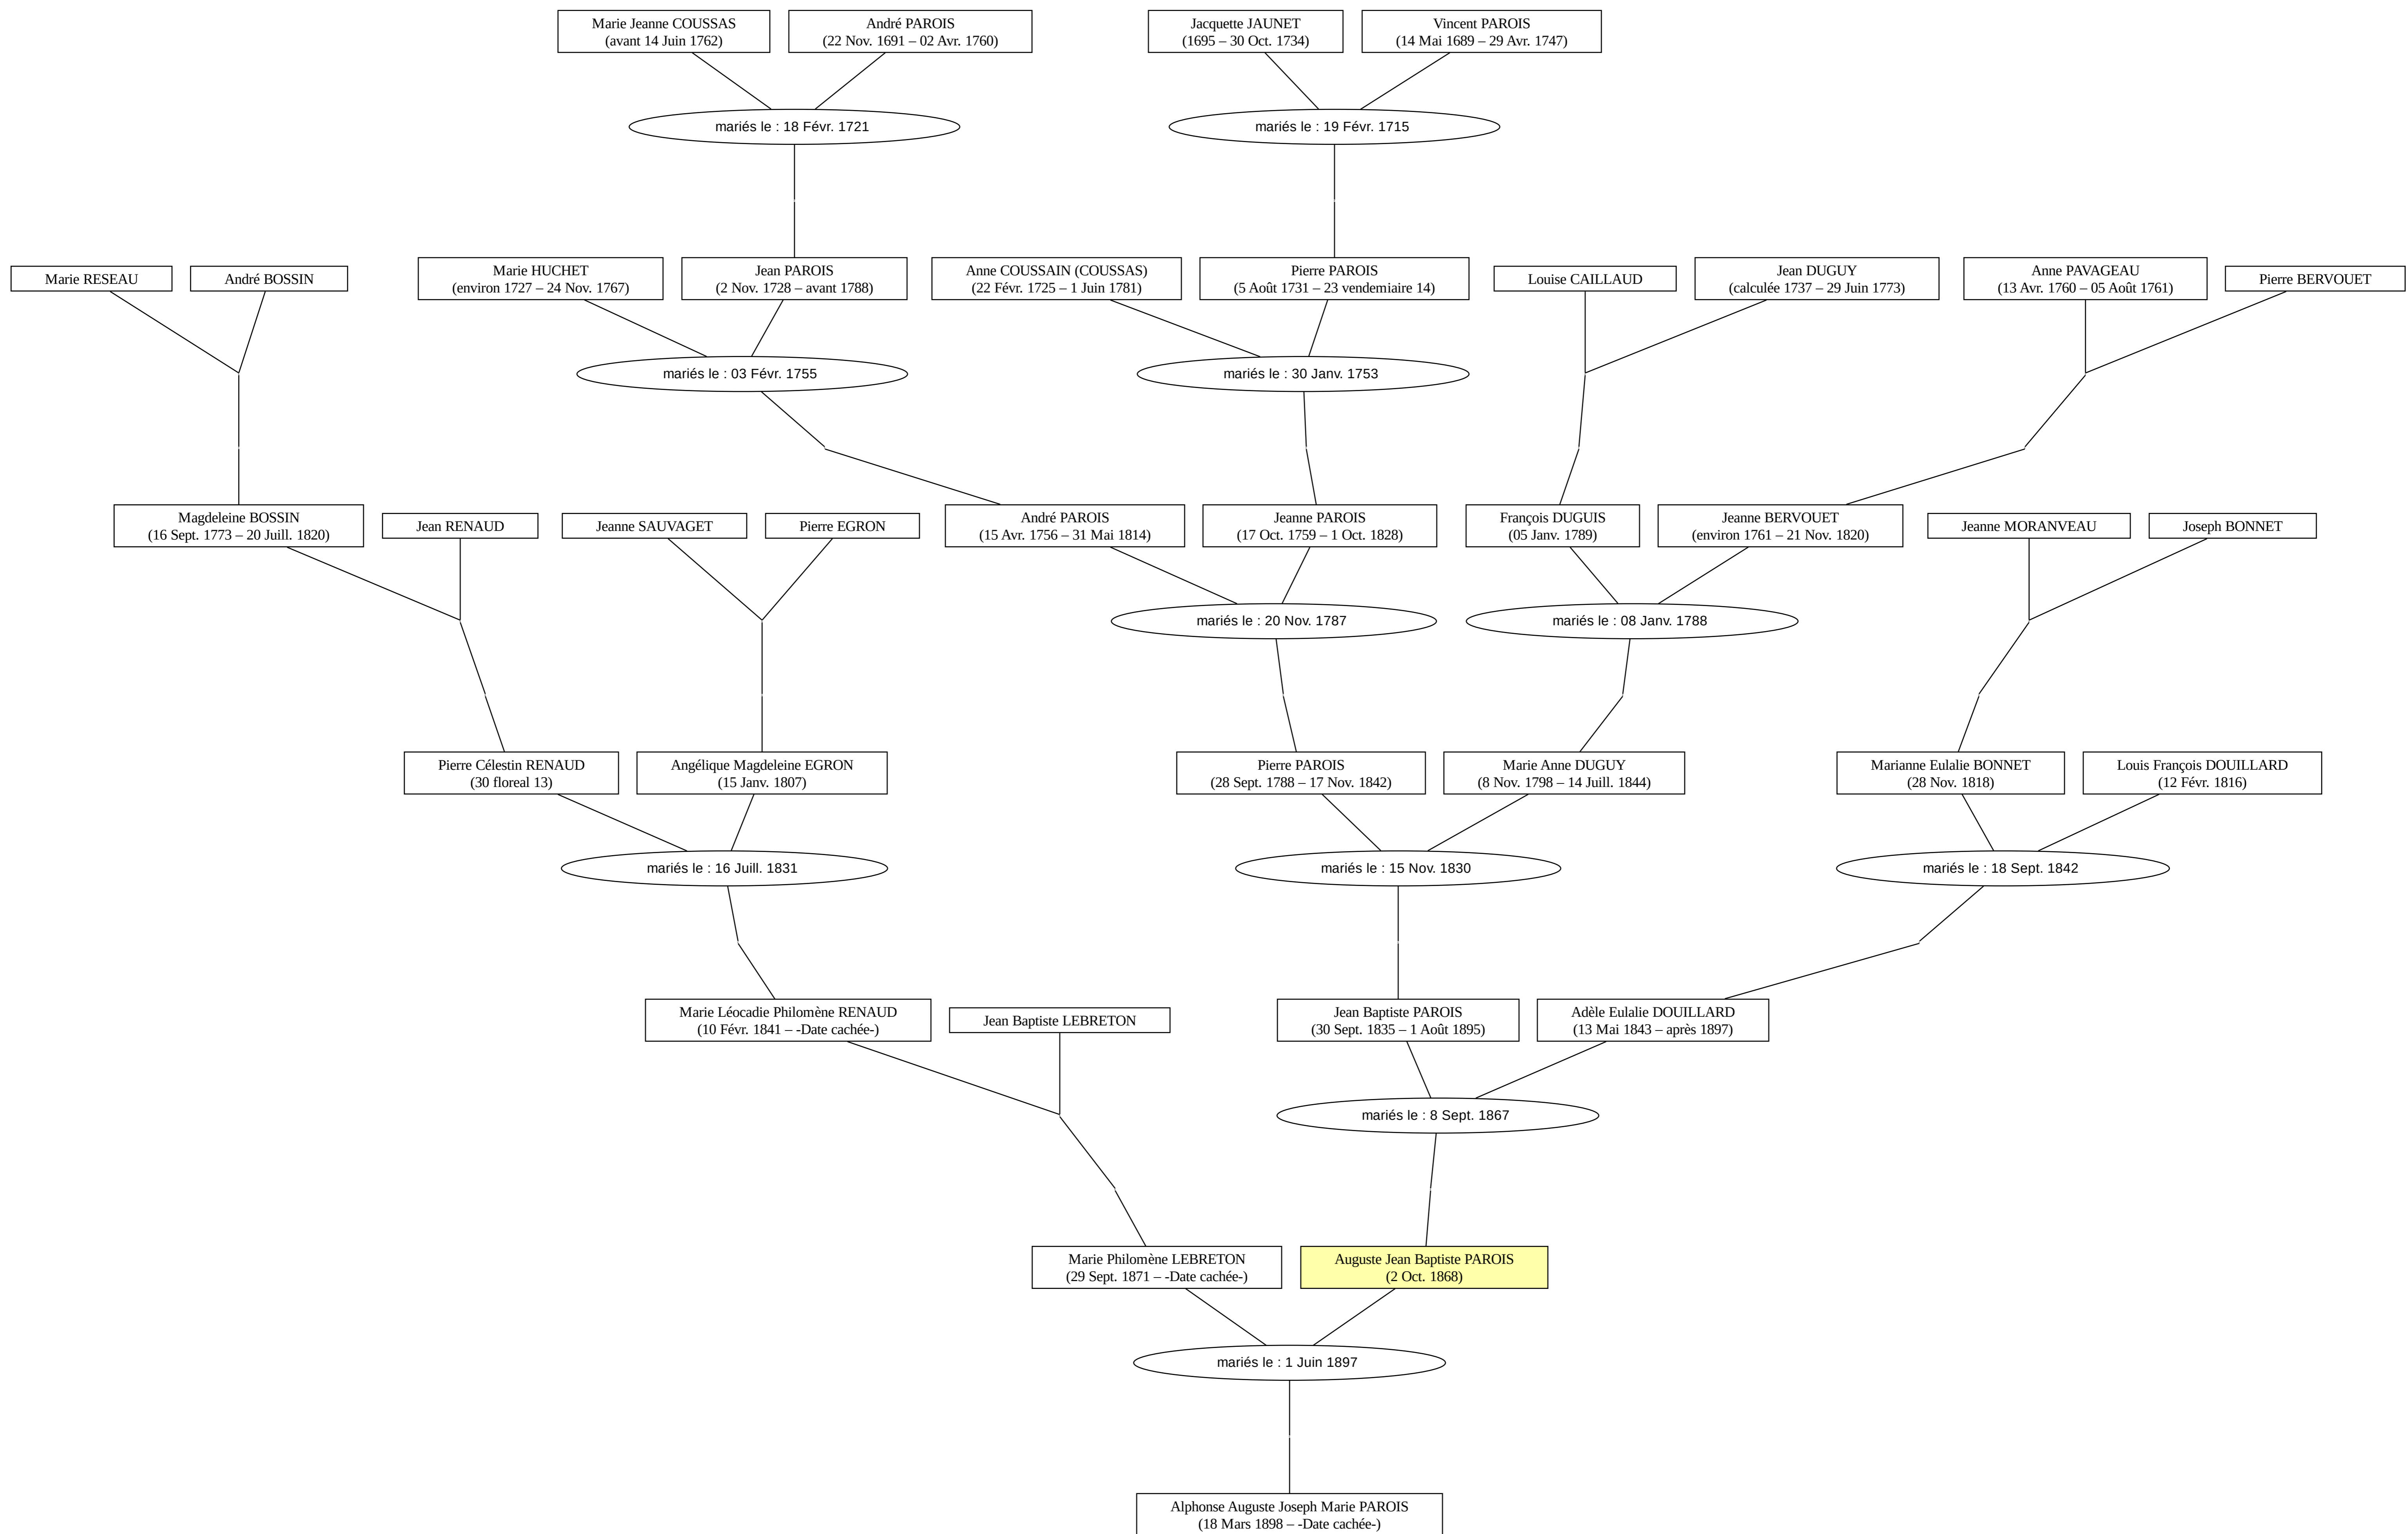 Marie Jeanne COUSSAS
(avant 14 Juin 1762)
André PAROIS
(22 Nov. 1691 – 02 Avr. 1760)
Jacquette JAUNET
(1695 – 30 Oct. 1734)
Vincent PAROIS
(14 Mai 1689 – 29 Avr. 1747)
mariés le : 18 Févr. 1721
mariés le : 19 Févr. 1715
Marie RESEAU
André BOSSIN
Marie HUCHET
(environ 1727 – 24 Nov. 1767)
Jean PAROIS
(2 Nov. 1728 – avant 1788)
Anne COUSSAIN (COUSSAS)
(22 Févr. 1725 – 1 Juin 1781)
Pierre PAROIS
(5 Août 1731 – 23 vendemiaire 14)
Louise CAILLAUD
Jean DUGUY
(calculée 1737 – 29 Juin 1773)
Anne PAVAGEAU
(13 Avr. 1760 – 05 Août 1761)
Pierre BERVOUET
mariés le : 03 Févr. 1755
mariés le : 30 Janv. 1753
Magdeleine BOSSIN
(16 Sept. 1773 – 20 Juill. 1820)
Jean RENAUD
Jeanne SAUVAGET
Pierre EGRON
André PAROIS
(15 Avr. 1756 – 31 Mai 1814)
Jeanne PAROIS
(17 Oct. 1759 – 1 Oct. 1828)
François DUGUIS
(05 Janv. 1789)
Jeanne BERVOUET
(environ 1761 – 21 Nov. 1820)
Jeanne MORANVEAU
Joseph BONNET
mariés le : 20 Nov. 1787
mariés le : 08 Janv. 1788
Pierre Célestin RENAUD
(30 floreal 13)
Angélique Magdeleine EGRON
(15 Janv. 1807)
Pierre PAROIS
(28 Sept. 1788 – 17 Nov. 1842)
Marie Anne DUGUY
(8 Nov. 1798 – 14 Juill. 1844)
Marianne Eulalie BONNET
(28 Nov. 1818)
Louis François DOUILLARD
(12 Févr. 1816)
mariés le : 16 Juill. 1831
mariés le : 15 Nov. 1830
mariés le : 18 Sept. 1842
Marie Léocadie Philomène RENAUD
(10 Févr. 1841 – -Date cachée-)
Jean Baptiste LEBRETON
Jean Baptiste PAROIS
(30 Sept. 1835 – 1 Août 1895)
Adèle Eulalie DOUILLARD
(13 Mai 1843 – après 1897)
mariés le : 8 Sept. 1867
Marie Philomène LEBRETON
(29 Sept. 1871 – -Date cachée-)
Auguste Jean Baptiste PAROIS
(2 Oct. 1868)
mariés le : 1 Juin 1897
Alphonse Auguste Joseph Marie PAROIS
(18 Mars 1898 – -Date cachée-)